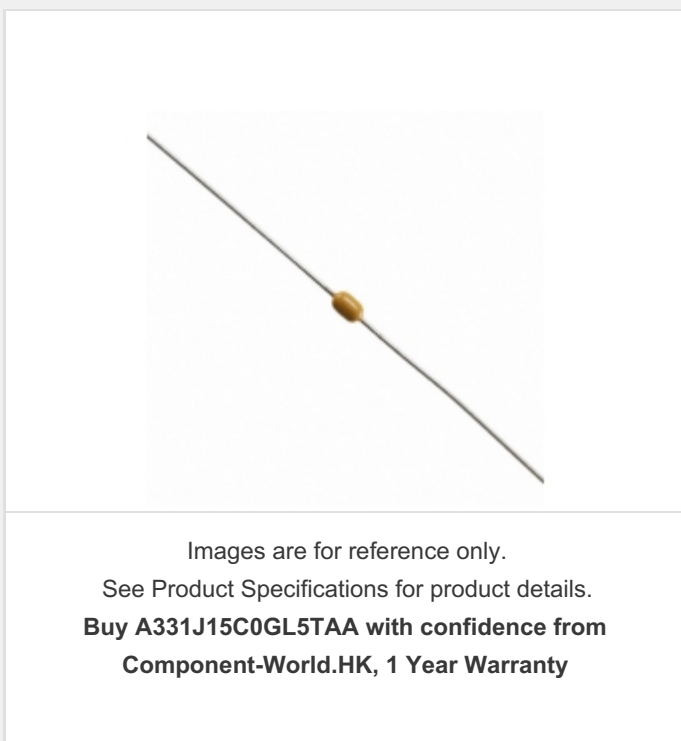 Images are for reference only.
See Product Specifications for product details.
Buy A331J15C0GL5TAA with confidence from
Component-World.HK, 1 Year Warranty